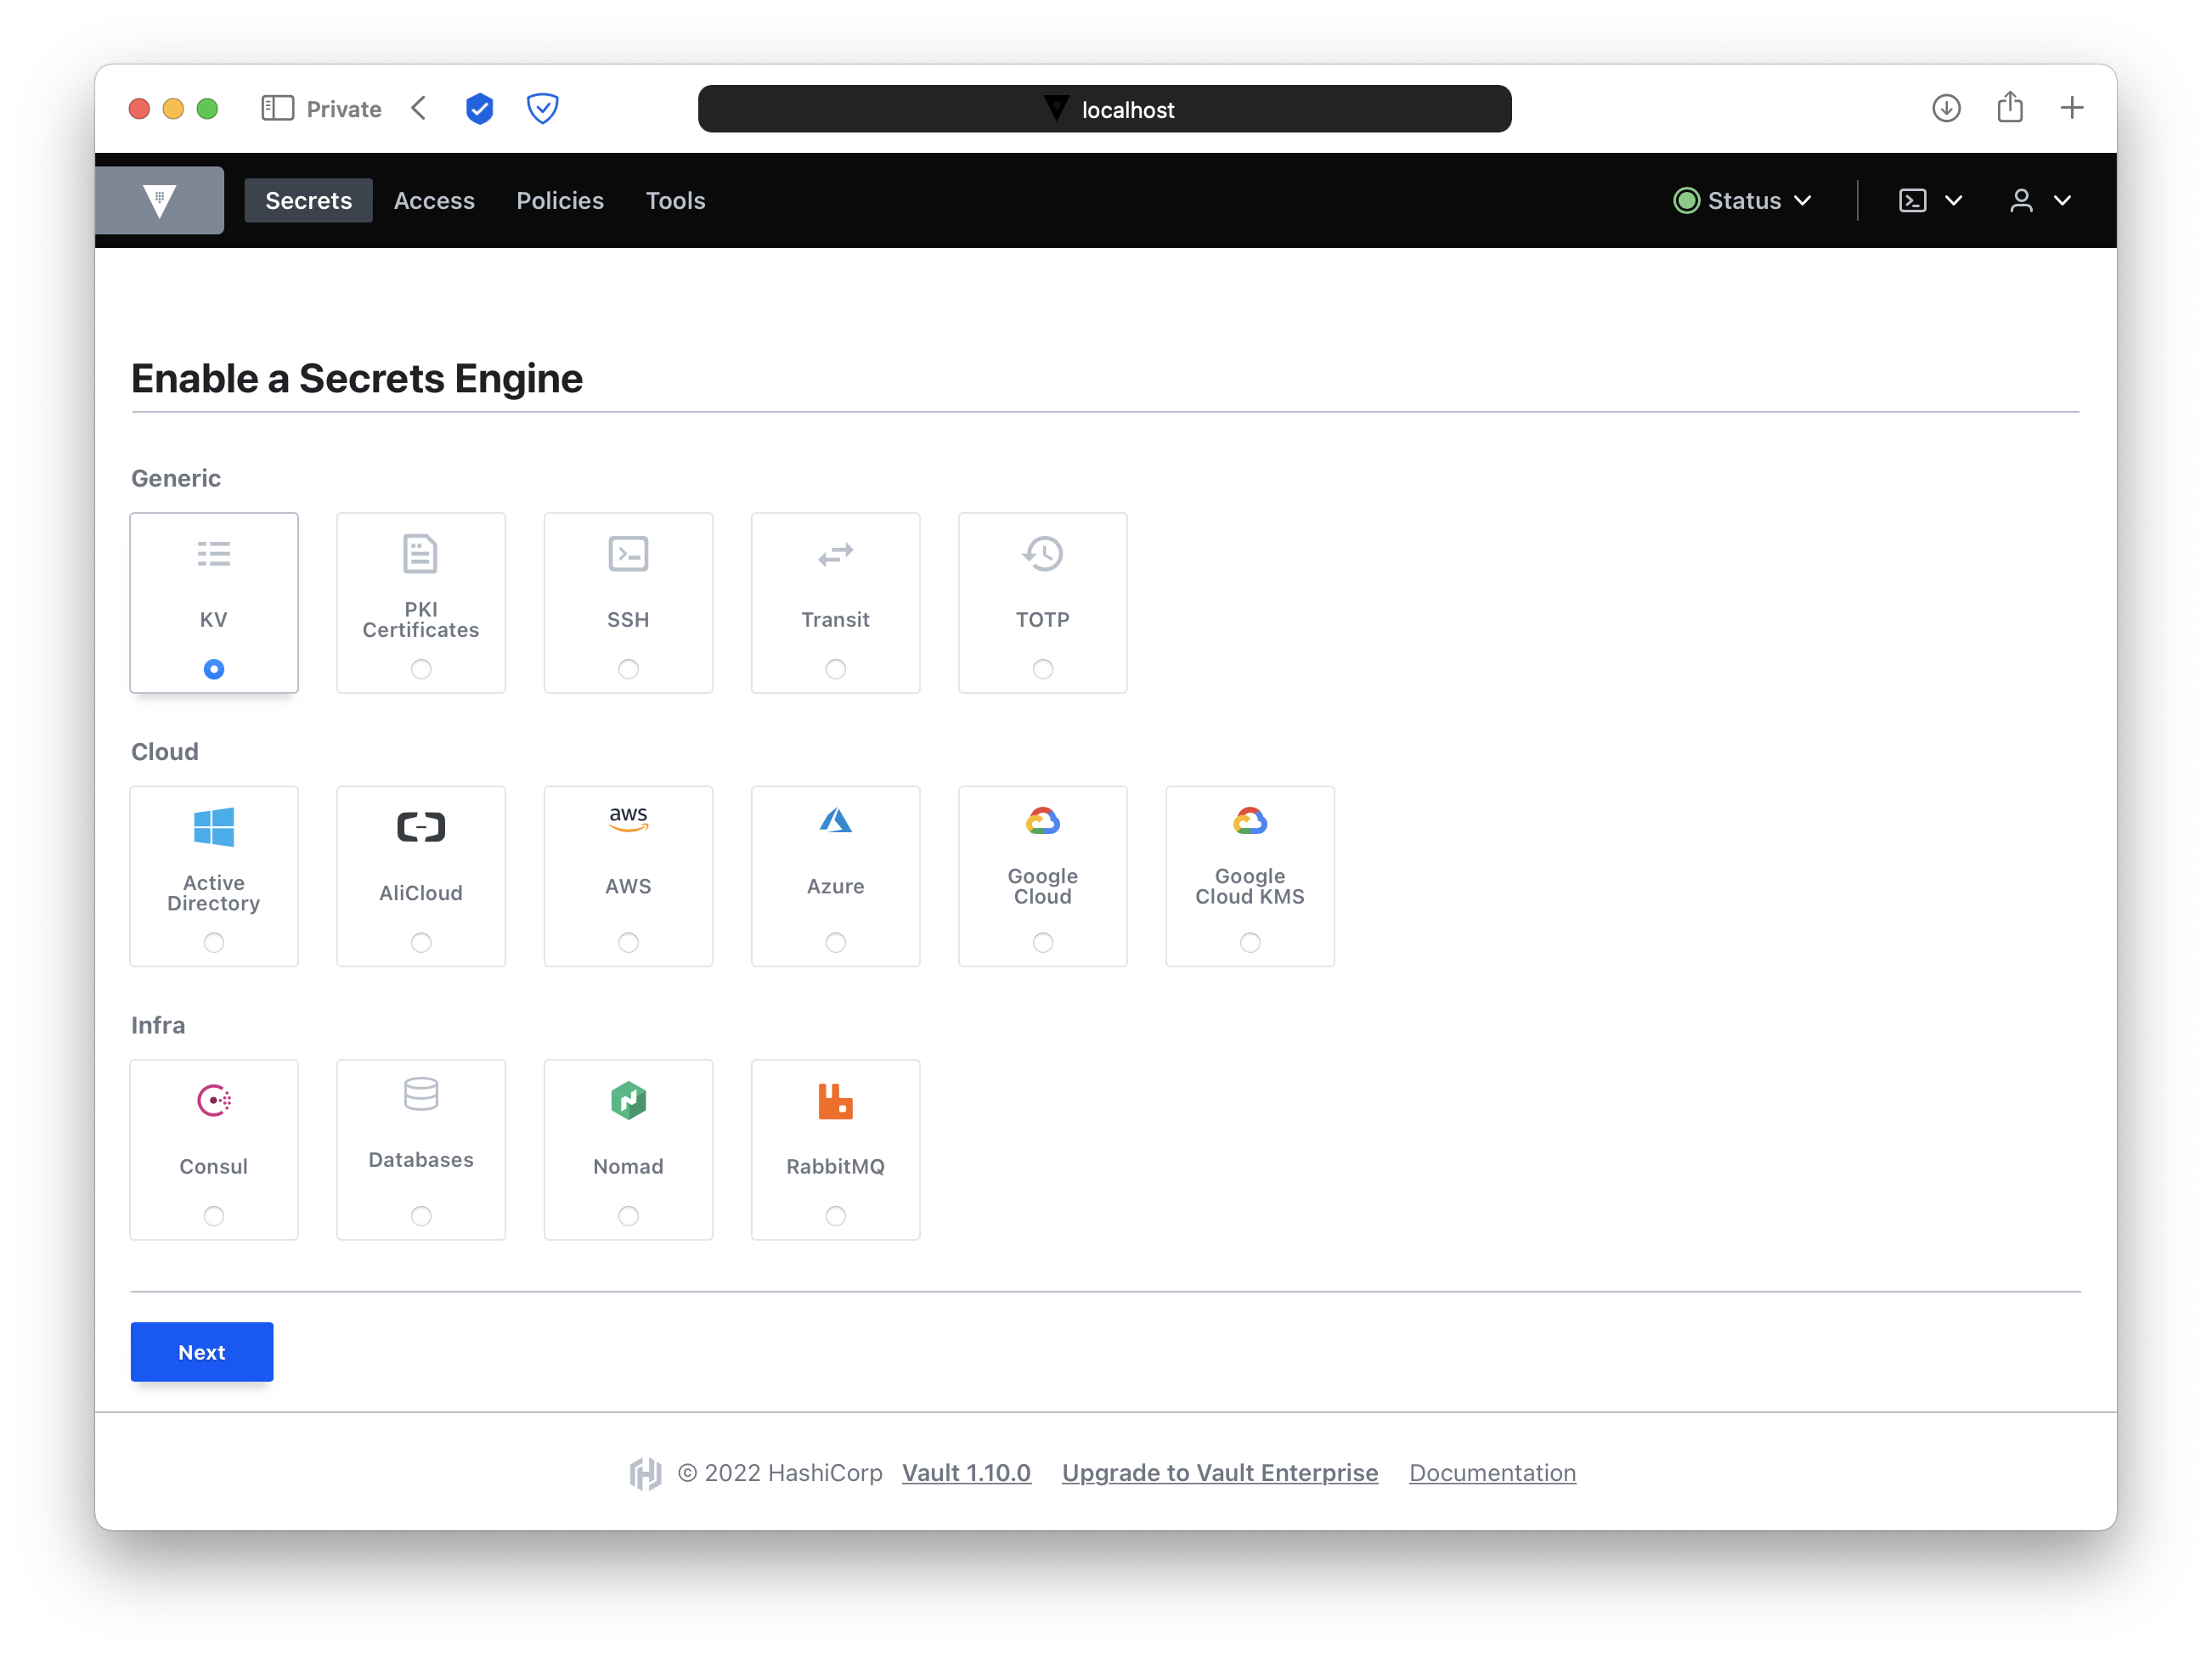 Private
localhost
Secrets Access Policies Tools Status
Enable a Secrets Engine
Generic
KV
PKI
Certificates
SSH
Transit
TOTP
Cloud
Active
Directory
AliCloud
aws
AWS
Azure
Google
Cloud
Google
Cloud KMS
Infra
Consul
Databases
Nomad
RabbitMQ
Next
© 2022 HashiCorp Vault 1.10.0 Upgrade to Vault Enterprise Documentation